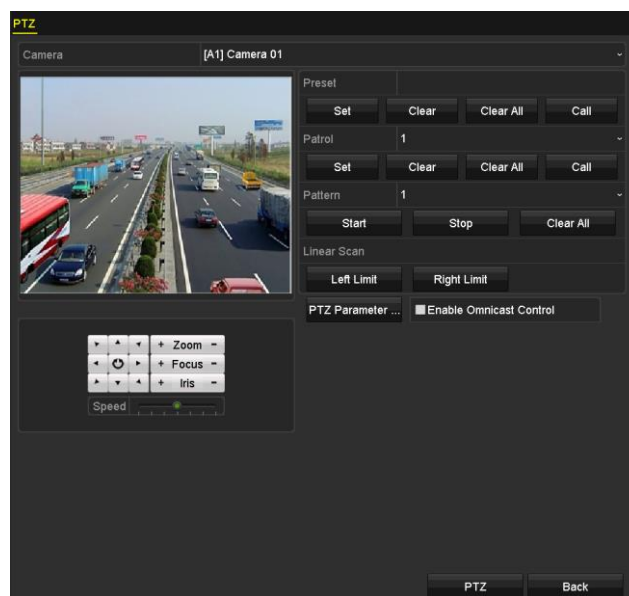 PTZ
Camera [A1] Camera 01
Preset
Set Clear Clear All Call
Patrol 1
Set Clear Clear All Call
Pattern 1
Start Stop Clear All
Linear Scan
Left Limit Right Limit
PTZ Parameter ... Enable Omnicast Control
+ Zoom -
+ Focus -
+ Iris -
Speed
PTZ Back